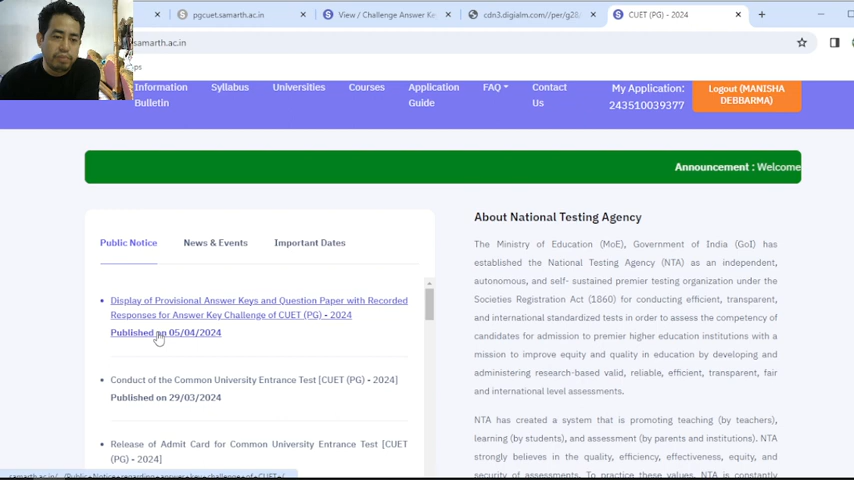 pgcuet.samarth.ac.in
View / Challenge Answer Ke
cdn3.digialm.com//per/g28
CUET (PG) - 2024
samarth.ac.in
Information Bulletin
Syllabus
Universities
Courses
Application Guide
FAQ
Contact Us
My Application: 243510039377
Logout (MANISHA DEBBARMA)
Announcement : Welcome
Public Notice
News & Events
Important Dates
Display of Provisional Answer Keys and Question Paper with Recorded
Responses for Answer Key Challenge of CUET (PG) - 2024
Published on 05/04/2024
Conduct of the Common University Entrance Test [CUET (PG) - 2024]
Published on 29/03/2024
Release of Admit Card for Common University Entrance Test [CUET
(PG) - 2024]
About National Testing Agency
The Ministry of Education (MoE), Government of India (GoI) has
established the National Testing Agency (NTA) as an independent,
autonomous, and self- sustained premier testing organization under the
Societies Registration Act (1860) for conducting efficient, transparent,
and international standardized tests in order to assess the competency of
candidates for admission to premier higher education institutions with a
mission to improve equity and quality in education by developing and
administering research-based valid, reliable, efficient, transparent, fair
and international level assessments.
NTA has created a system that is promoting teaching (by teachers),
learning (by students), and assessment (by parents and institutions). NTA
strongly believes in the quality, efficiency, effectiveness, equity, and
security of assessments. To practice these values, NTA is constantly